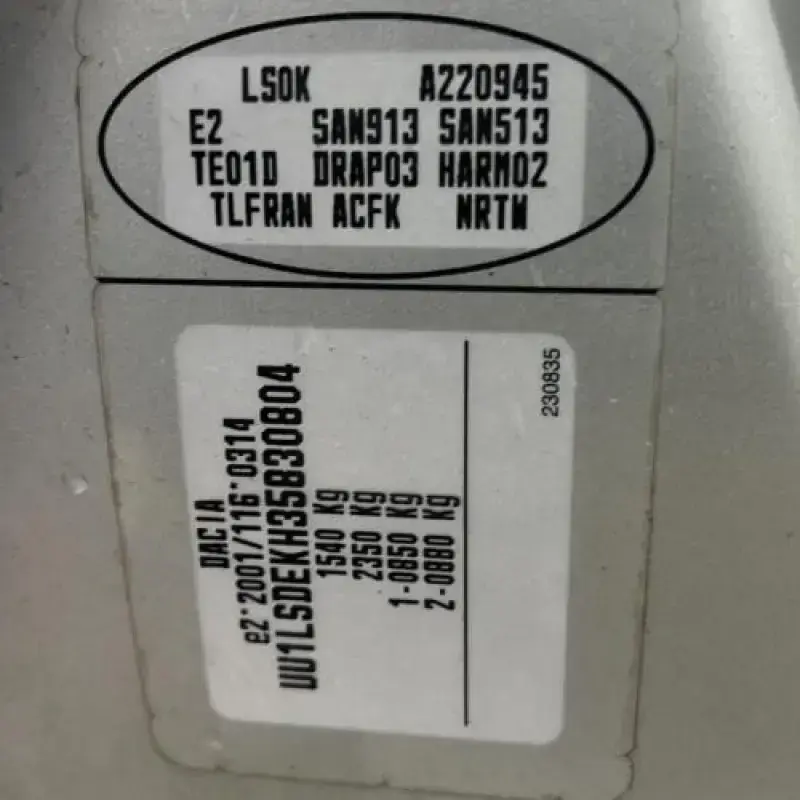 LS0K A220945
E2 SAN913 SAN513
TE01D DRAP03 HARM02
TLFRAN ACFK NRTW
DACIA
e2*2001/116*0314
UU1LSDEKH35830804
1540 Kg
2350 Kg
1-0850 Kg
2-0880 Kg
230835